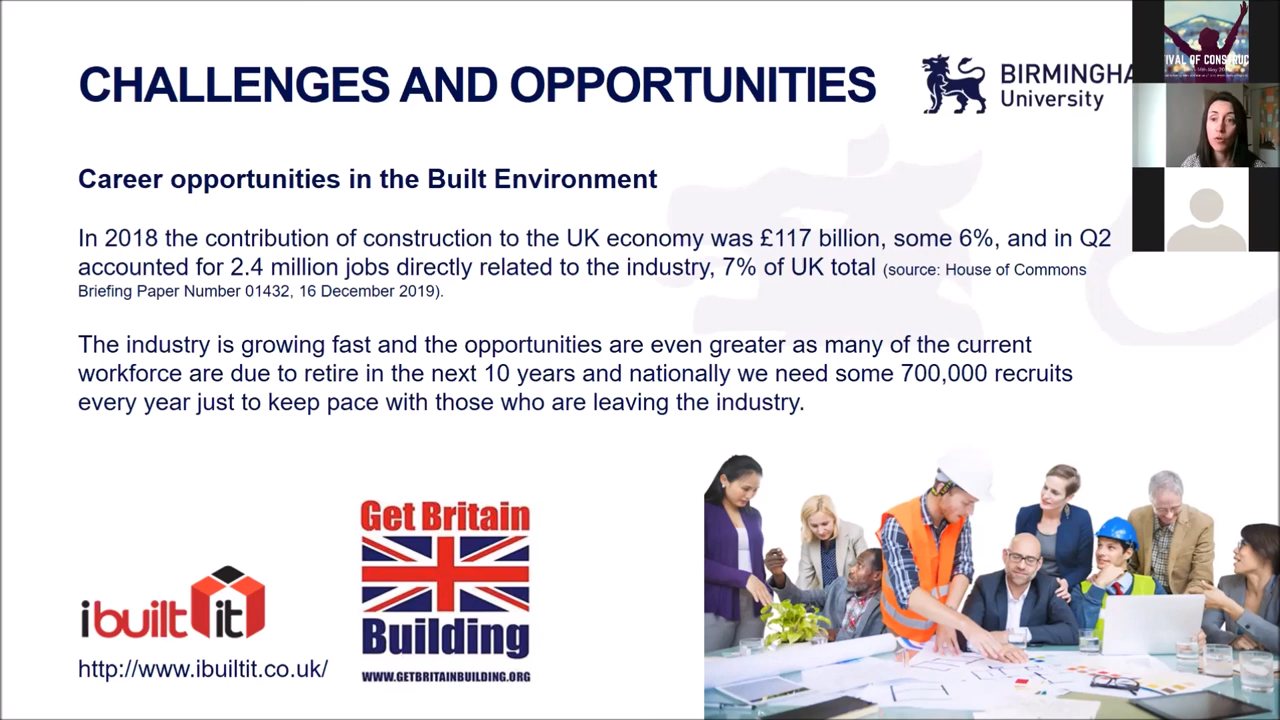 CHALLENGES AND OPPORTUNITIES
BIRMINGHA
University
IVAL OF CONSTRUC
Career opportunities in the Built Environment
In 2018 the contribution of construction to the UK economy was £117 billion, some 6%, and in Q2
accounted for 2.4 million jobs directly related to the industry, 7% of UK total (source: House of Commons
Briefing Paper Number 01432, 16 December 2019).
The industry is growing fast and the opportunities are even greater as many of the current
workforce are due to retire in the next 10 years and nationally we need some 700,000 recruits
every year just to keep pace with those who are leaving the industry.
Get Britain
Building
WWW.GETBRITAINBUILDING.ORG
i built it
http://www.ibuiltit.co.uk/